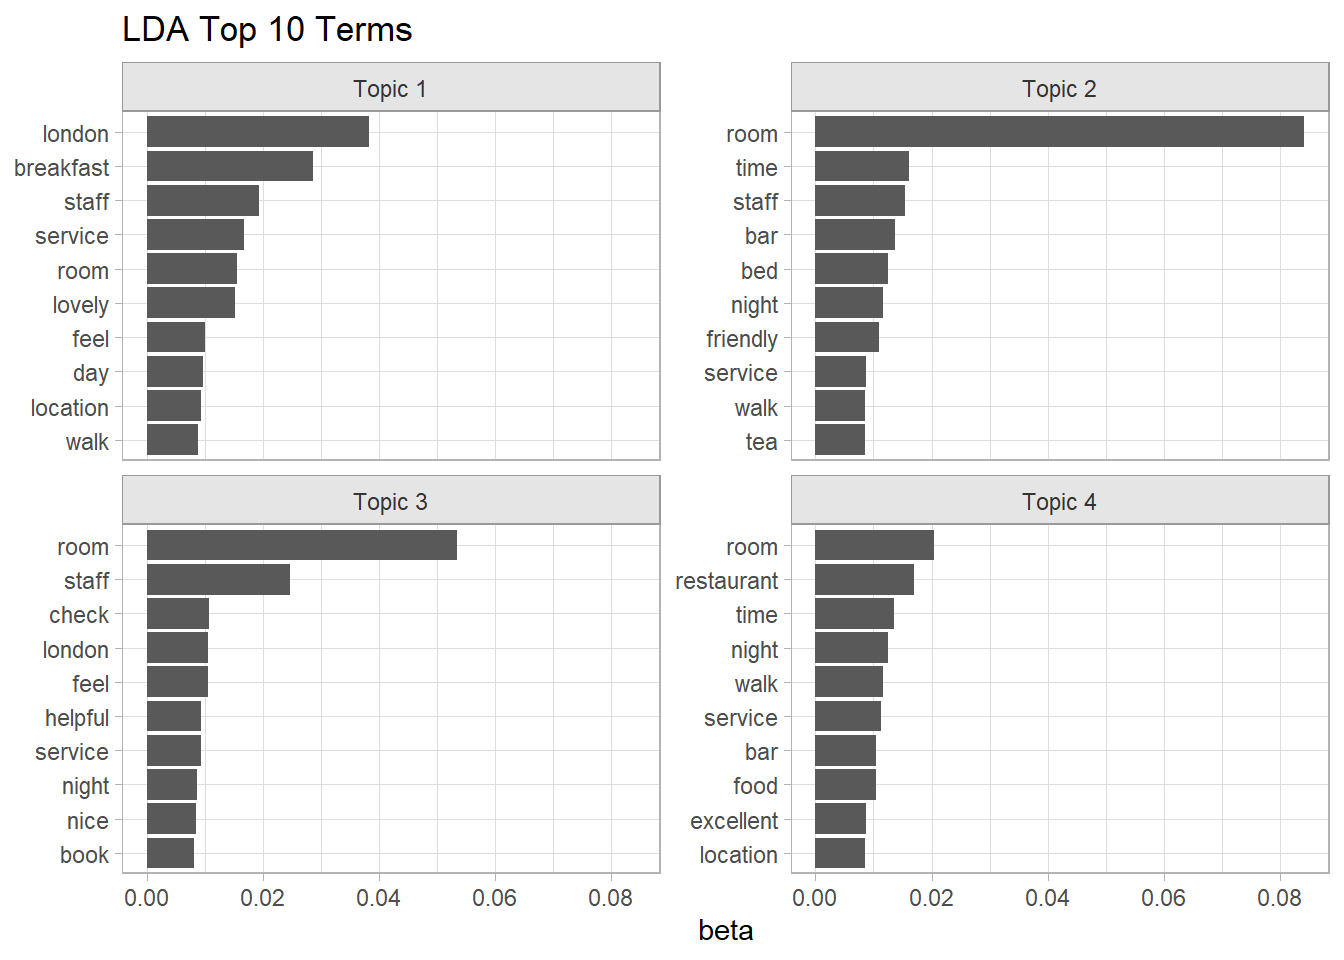 LDA Top 10 Terms
Topic 1
london
breakfast
staff
service
room
lovely
feel
day
location
walk
Topic 2
room
time
staff
bar
bed
night
friendly
service
walk
tea
Topic 3
room
staff
check
london
feel
helpful
service
night
nice
book
0.00 0.02 0.04 0.06 0.08
Topic 4
room
restaurant
time
night
walk
service
bar
food
excellent
location
0.00 0.02 0.04 0.06 0.08
beta